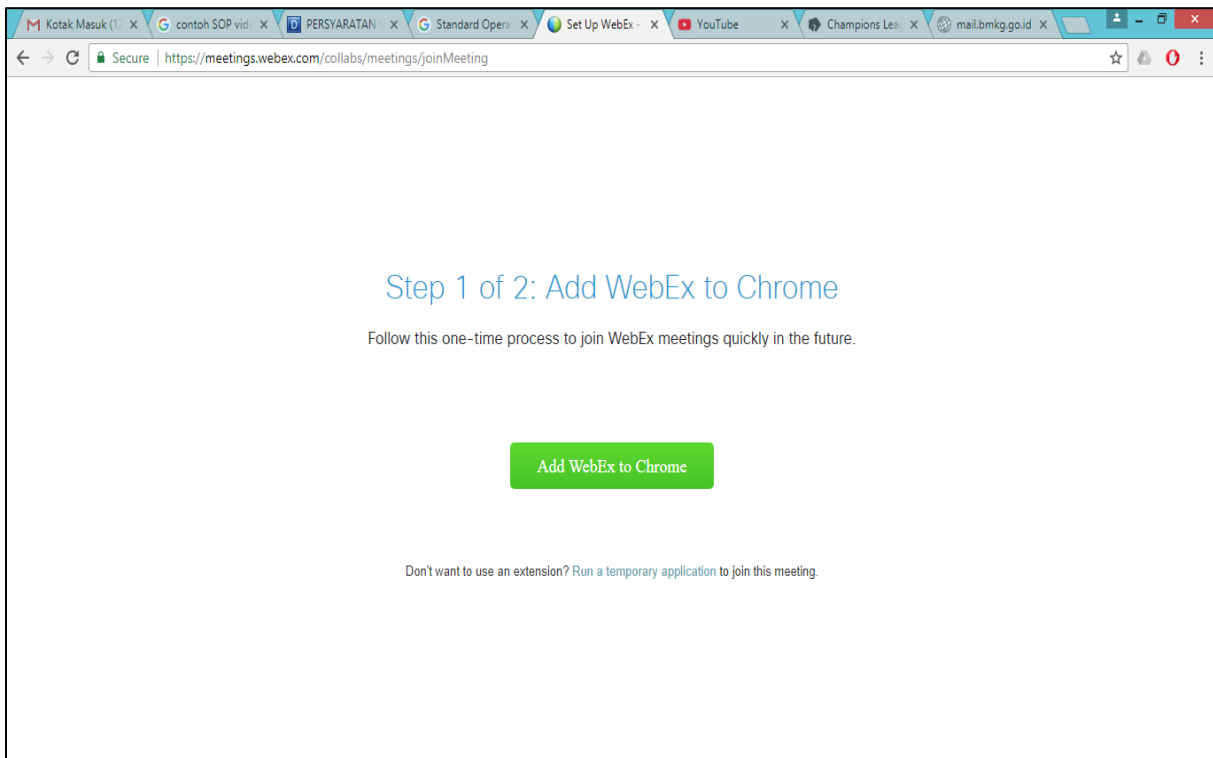 Kotak Masuk (12
contoh SOP vide
PERSYARATAN
Standard Opera
Set Up WebEx -
YouTube
Champions Leag
mail.bmkg.go.id
Secure | https://meetings.webex.com/collabs/meetings/joinMeeting
Step 1 of 2: Add WebEx to Chrome
Follow this one-time process to join WebEx meetings quickly in the future.
Add WebEx to Chrome
Don't want to use an extension? Run a temporary application to join this meeting.